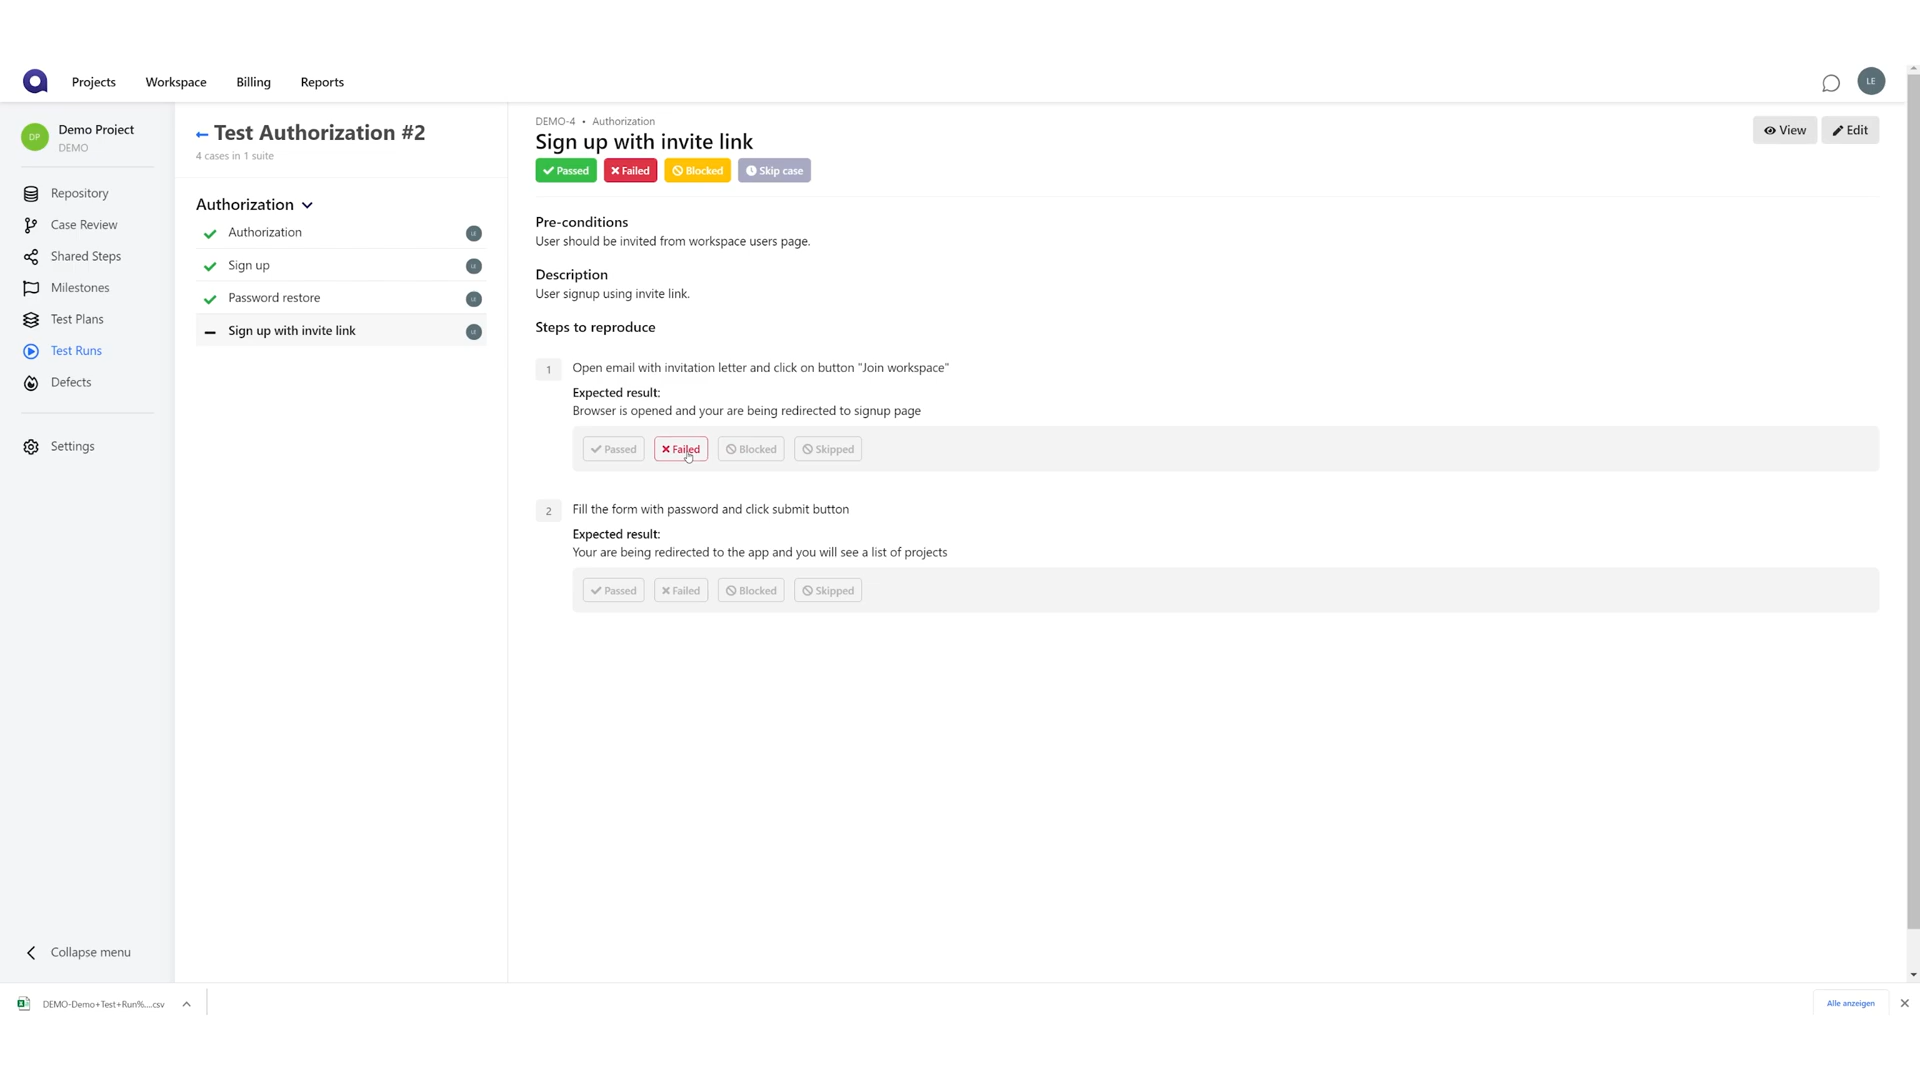 Projects
Workspace
Billing
Reports
LE
DP
Demo Project
DEMO
Repository
Case Review
Shared Steps
Milestones
Test Plans
Test Runs
Defects
Settings
Collapse menu
← Test Authorization #2
4 cases in 1 suite
Authorization
Authorization
Sign up
Password restore
Sign up with invite link
DEMO-4 • Authorization
Sign up with invite link
Passed
Failed
Blocked
Skip case
View
Edit
Pre-conditions
User should be invited from workspace users page.
Description
User signup using invite link.
Steps to reproduce
1
Open email with invitation letter and click on button "Join workspace"
Expected result:
Browser is opened and your are being redirected to signup page
Passed
Failed
Blocked
Skipped
2
Fill the form with password and click submit button
Expected result:
Your are being redirected to the app and you will see a list of projects
Passed
Failed
Blocked
Skipped
DEMO-Demo+Test+Run%....csv
Alle anzeigen